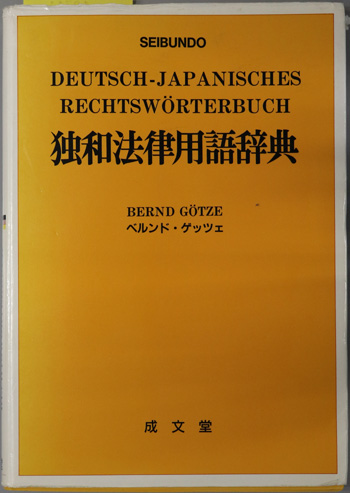 SEIBUNDO
DEUTSCH-JAPANISCHES
RECHTSWÖRTERBUCH
独和法律用語辞典
BERND GÖTZE
ベルンド・ゲッツェ
成文堂